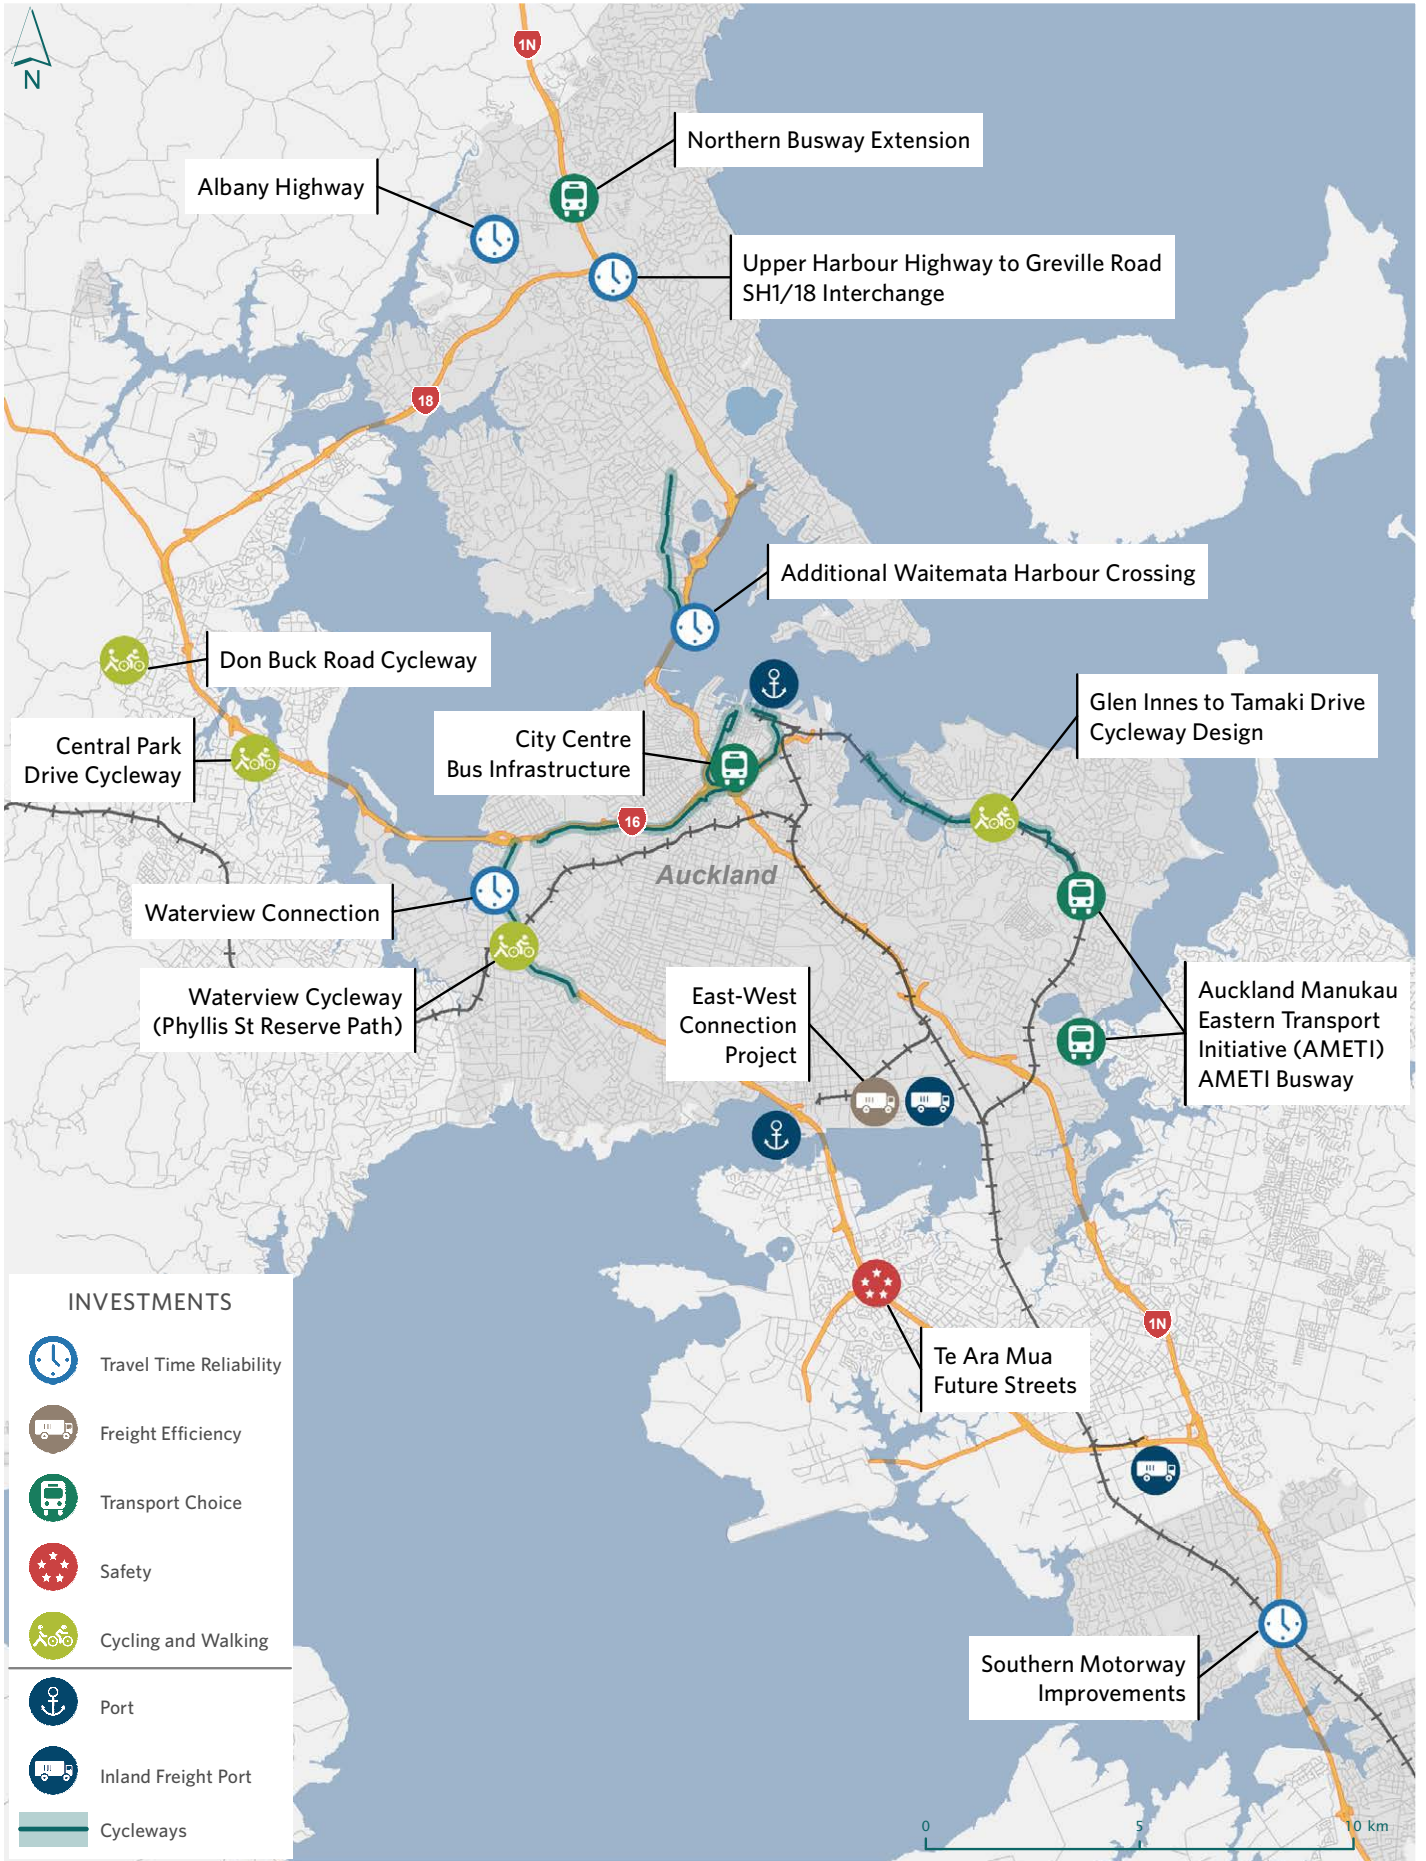 N
1N
Northern Busway Extension
Albany Highway
Upper Harbour Highway to Greville Road
SH1/18 Interchange
18
Additional Waitemata Harbour Crossing
Don Buck Road Cycleway
Glen Innes to Tamaki Drive
Cycleway Design
Central Park
Drive Cycleway
City Centre
Bus Infrastructure
16
Auckland
Waterview Connection
Waterview Cycleway
(Phyllis St Reserve Path)
East-West
Connection
Project
Auckland Manukau
Eastern Transport
Initiative (AMETI)
AMETI Busway
1N
Te Ara Mua
Future Streets
Southern Motorway
Improvements
INVESTMENTS
Travel Time Reliability
Freight Efficiency
Transport Choice
Safety
Cycling and Walking
Port
Inland Freight Port
Cycleways
0 5 10 km